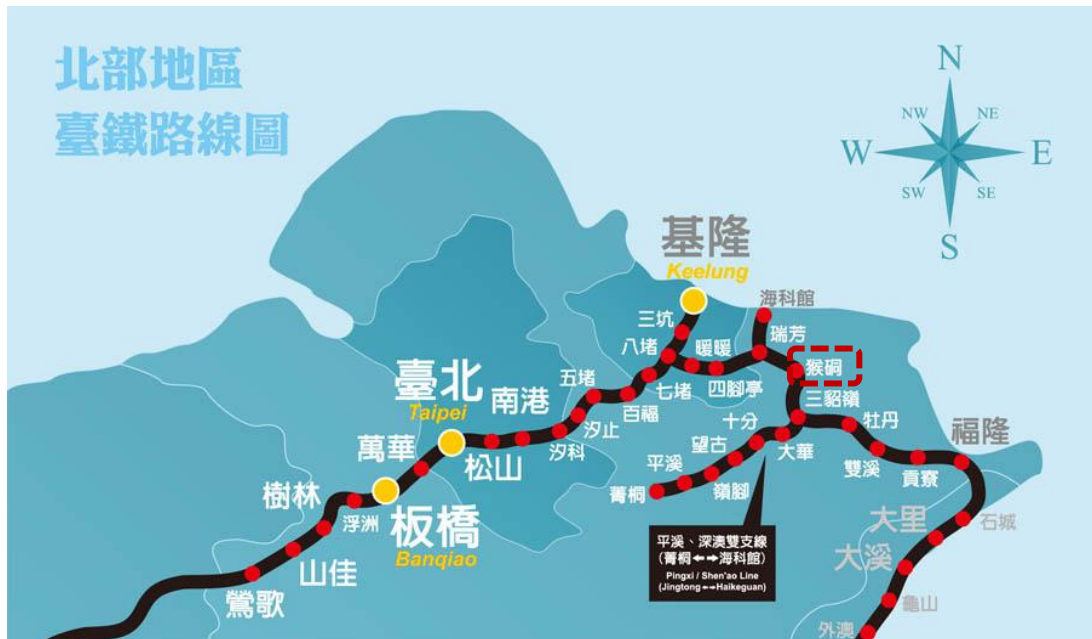 北部地區
臺鐵路線圖
N
NW
NE
W
E
SW
SE
S
基隆
Keelung
海科館
三坑
瑞芳
八堵
暖暖
猴硐
臺北
Taipei
南港
五堵
七堵
四腳亭
百福
三貂嶺
汐止
十分
牡丹
萬華
松山
汐科
望古
大華
福隆
平溪
雙溪
樹林
菁桐
嶺腳
貢寮
浮洲
板橋
Banqiao
大里
石城
平溪、深澳雙支線
(菁桐←→海科館)
Pingxi / Shen'ao Line
(Jingtong←→Haikeguan)
大溪
山佳
鶯歌
龜山
外澳